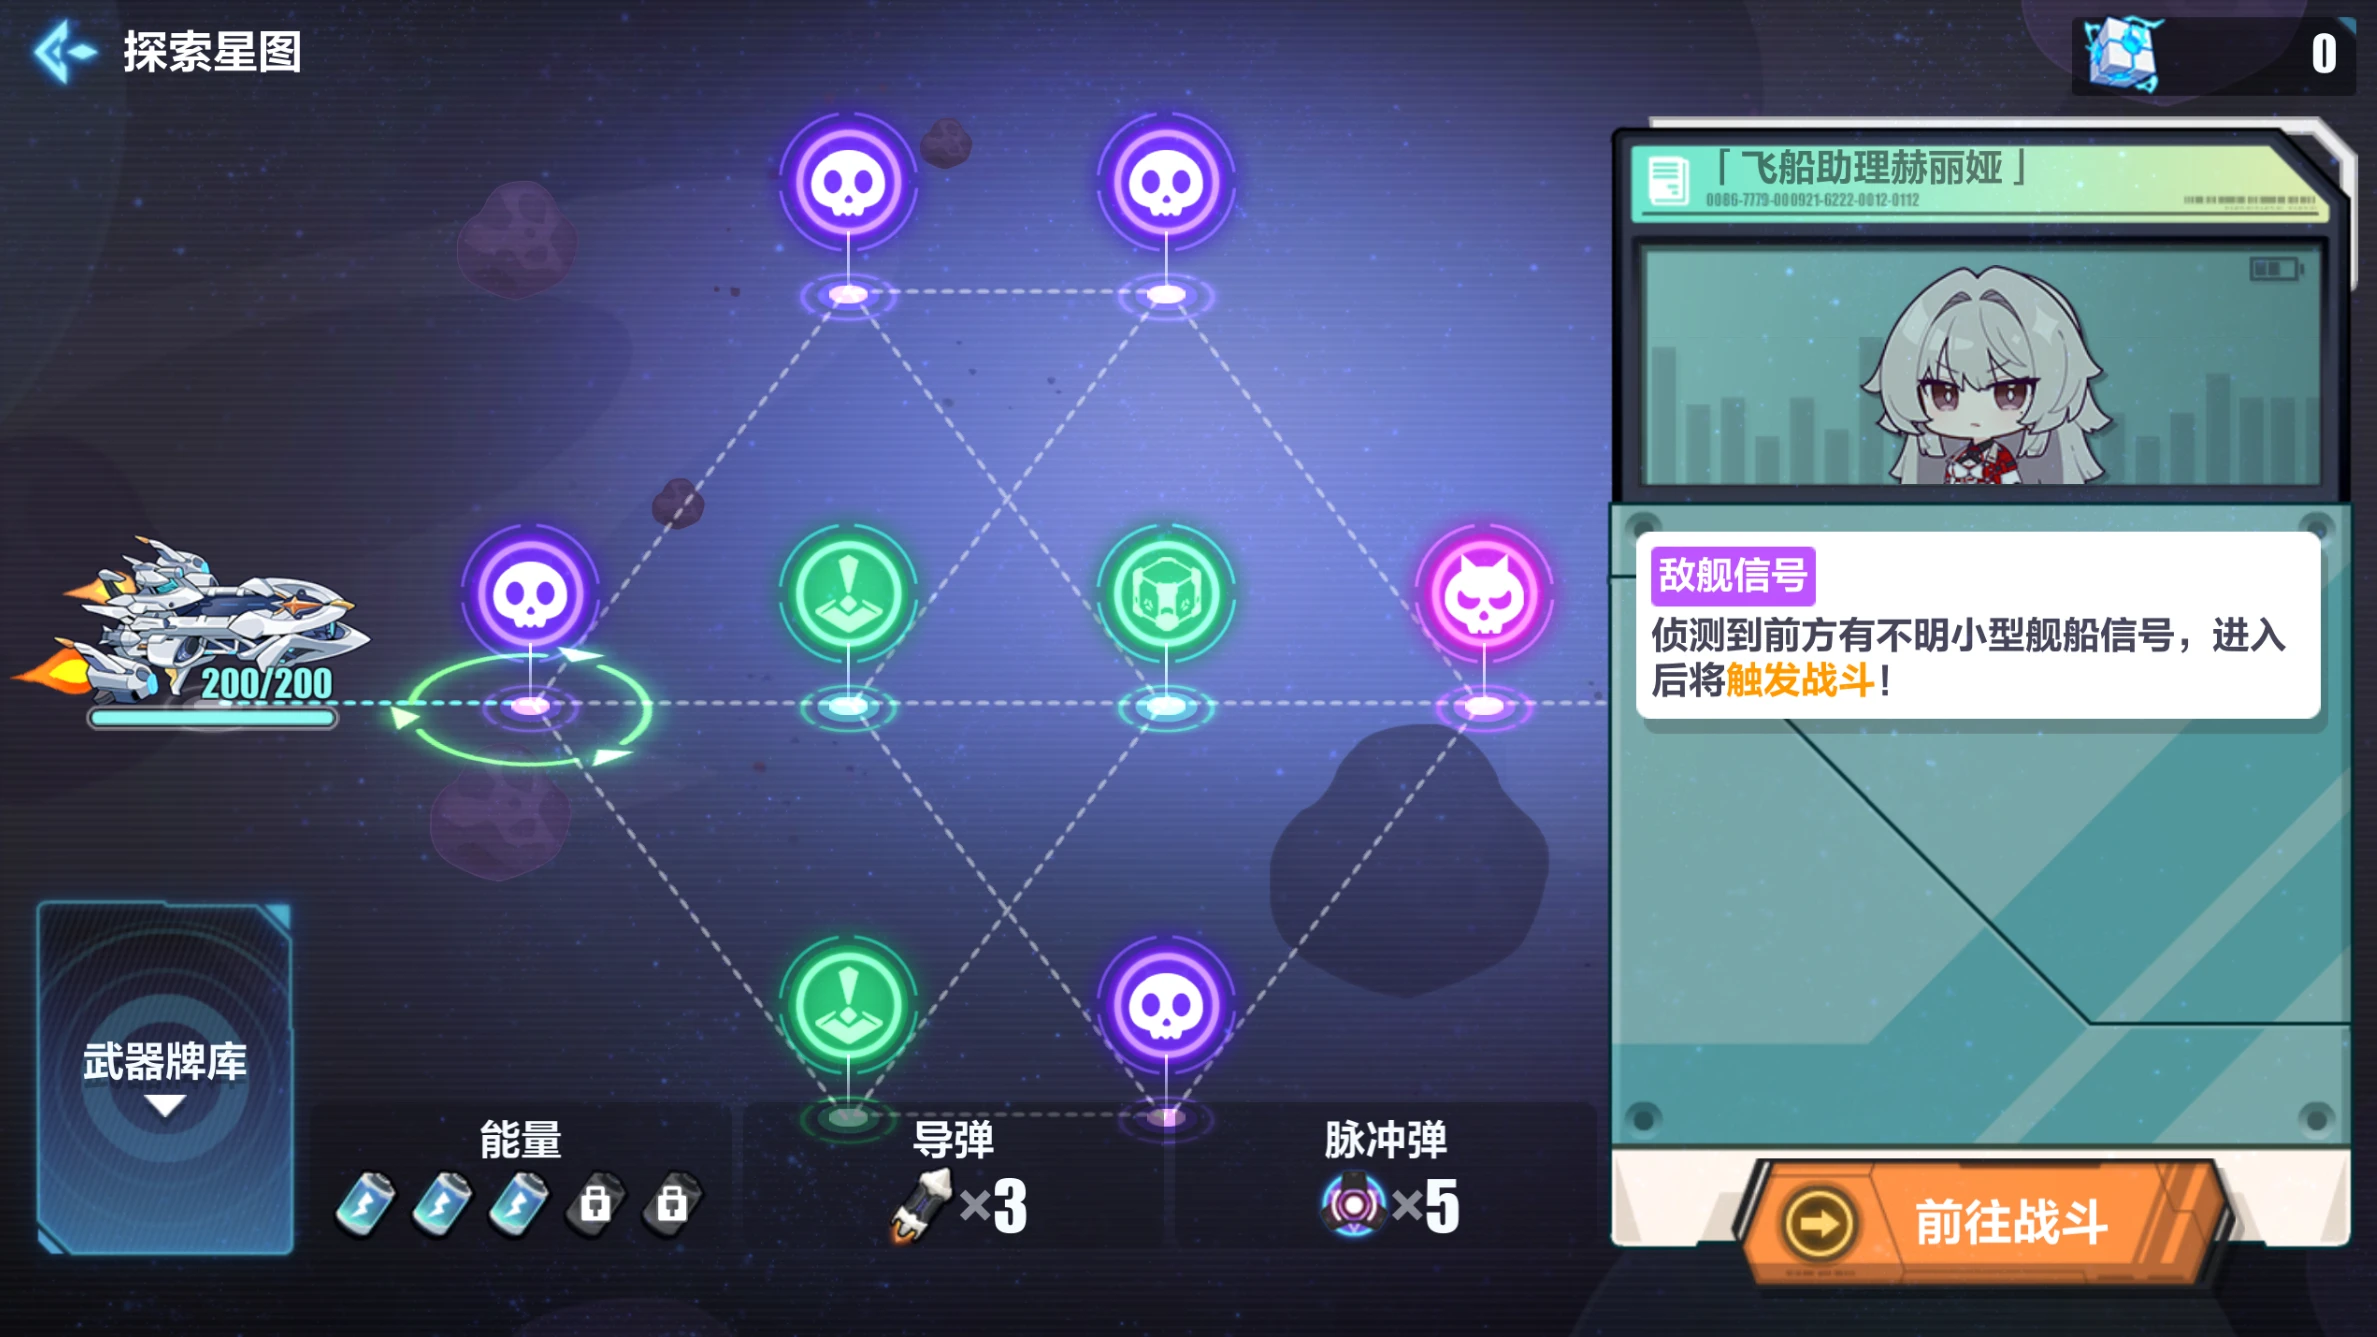 探索星图
0
「飞船助理赫丽娅」
0086-7779-000921-6222-0012-0112
敌舰信号
侦测到前方有不明小型舰船信号，进入
后将触发战斗！
200/200
武器牌库
能量
导弹
×3
脉冲弹
×5
前往战斗